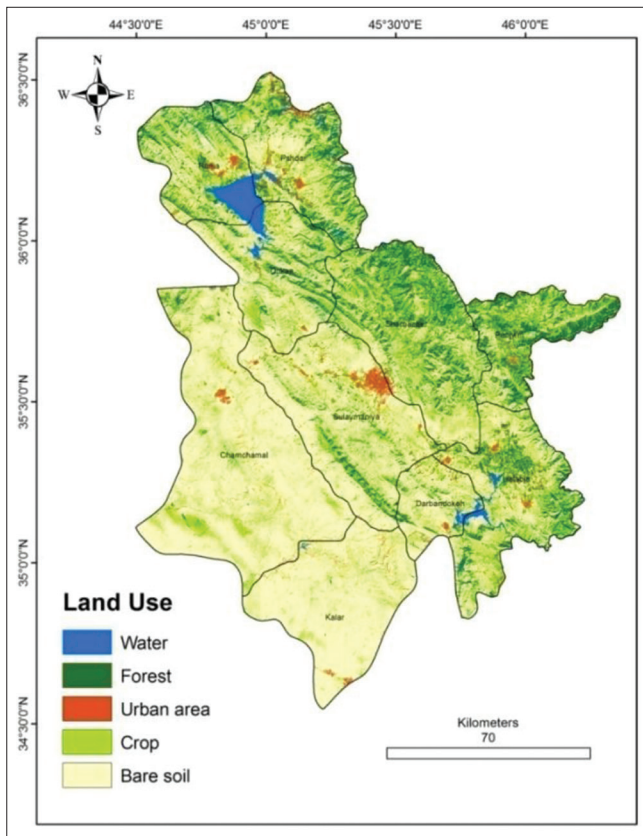 44°30'0"E 45°0'0"E 45°30'0"E 46°0'0"E
36°30'0"N
36°0'0"N
35°30'0"N
35°0'0"N
34°30'0"N
N
W E
S
Pshdar
Sulaymaniya
Chamchamal
Darbandikah
Kalar
Land Use
Water
Forest
Urban area
Crop
Bare soil
Kilometers
70